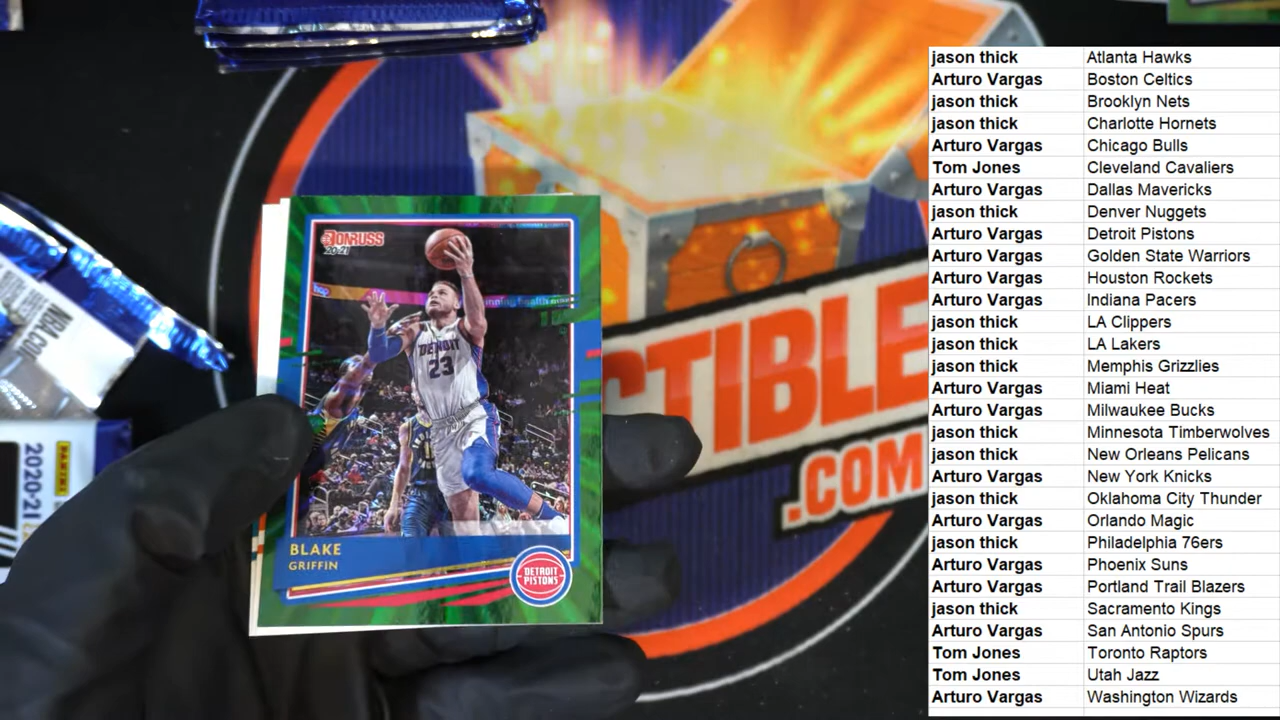 DONRUSS
20-21
hap
inning health
DETROIT
23
BLAKE
GRIFFIN
DETROIT
PISTONS
CTIBLE
.COM
NBA.CO
2020-21
PANINI
jason thick Atlanta Hawks
Arturo Vargas Boston Celtics
jason thick Brooklyn Nets
jason thick Charlotte Hornets
Arturo Vargas Chicago Bulls
Tom Jones Cleveland Cavaliers
Arturo Vargas Dallas Mavericks
jason thick Denver Nuggets
Arturo Vargas Detroit Pistons
Arturo Vargas Golden State Warriors
Arturo Vargas Houston Rockets
Arturo Vargas Indiana Pacers
jason thick LA Clippers
jason thick LA Lakers
jason thick Memphis Grizzlies
Arturo Vargas Miami Heat
Arturo Vargas Milwaukee Bucks
jason thick Minnesota Timberwolves
jason thick New Orleans Pelicans
Arturo Vargas New York Knicks
jason thick Oklahoma City Thunder
Arturo Vargas Orlando Magic
jason thick Philadelphia 76ers
Arturo Vargas Phoenix Suns
Arturo Vargas Portland Trail Blazers
jason thick Sacramento Kings
Arturo Vargas San Antonio Spurs
Tom Jones Toronto Raptors
Tom Jones Utah Jazz
Arturo Vargas Washington Wizards